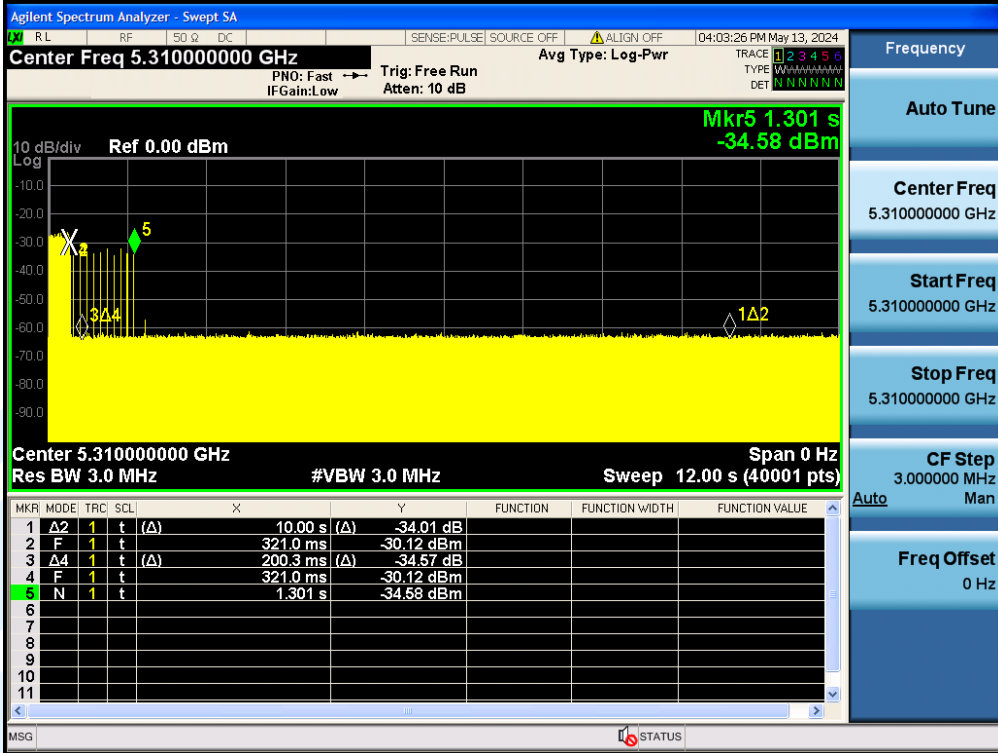 Agilent Spectrum Analyzer - Swept SA
LXI RL RF 50 Ω DC SENSE:PULSE SOURCE OFF ALIGN OFF 04:03:26 PM May 13, 2024
Center Freq 5.310000000 GHz
PNO: Fast
IFGain:Low
Trig: Free Run
Atten: 10 dB
Avg Type: Log-Pwr
TRACE 1 2 3 4 5 6
TYPE W
DET N N N N N N
Mkr5 1.301 s
-34.58 dBm
10 dB/div Ref 0.00 dBm
Log
-10.0
-20.0
-30.0
-40.0
-50.0
-60.0
-70.0
-80.0
-90.0
5
3Δ4
1Δ2
Center 5.310000000 GHz Span 0 Hz
Res BW 3.0 MHz #VBW 3.0 MHz Sweep 12.00 s (40001 pts)
MKR MODE TRC SCL X Y FUNCTION FUNCTION WIDTH FUNCTION VALUE
1 Δ2 1 t (Δ) 10.00 s (Δ) -34.01 dB
2 F 1 t 321.0 ms -30.12 dBm
3 Δ4 1 t (Δ) 200.3 ms (Δ) -34.57 dB
4 F 1 t 321.0 ms -30.12 dBm
5 N 1 t 1.301 s -34.58 dBm
6
7
8
9
10
11
MSG STATUS
Frequency
Auto Tune
Center Freq
5.310000000 GHz
Start Freq
5.310000000 GHz
Stop Freq
5.310000000 GHz
CF Step
3.000000 MHz
Auto Man
Freq Offset
0 Hz